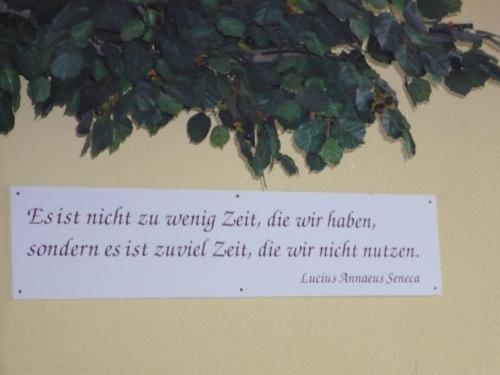 Es ist nicht zu wenig Zeit, die wir haben,
sondern es ist zuviel Zeit, die wir nicht nutzen.
Lucius Annaeus Seneca